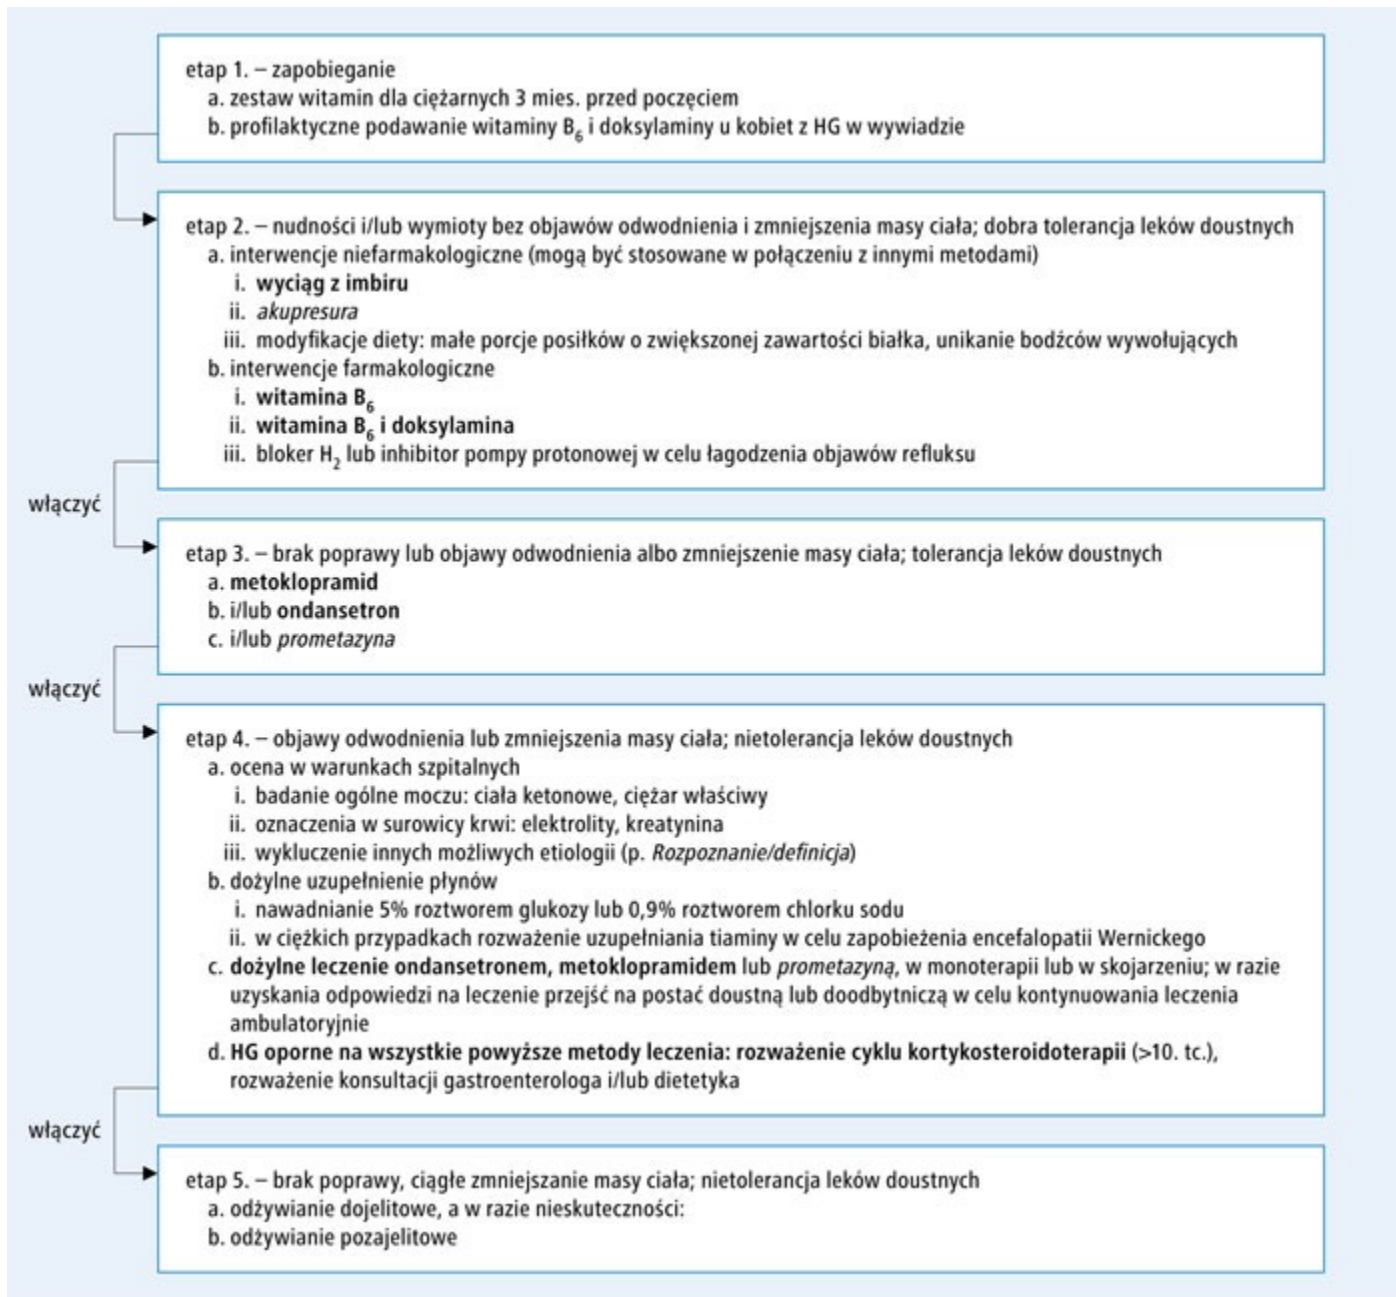 etap 1. – zapobieganie
a. zestaw witamin dla ciężarnych 3 mies. przed poczęciem
b. profilaktyczne podawanie witaminy B6 i doksylaminy u kobiet z HG w wywiadzie
etap 2. – nudności i/lub wymioty bez objawów odwodnienia i zmniejszenia masy ciała; dobra tolerancja leków doustnych
a. interwencje niefarmakologiczne (mogą być stosowane w połączeniu z innymi metodami)
i. wyciąg z imbiru
ii. akupresura
iii. modyfikacje diety: małe porcje posiłków o zwiększonej zawartości białka, unikanie bodźców wywołujących
b. interwencje farmakologiczne
i. witamina B6
ii. witamina B6 i doksylamina
iii. bloker H2 lub inhibitor pompy protonowej w celu łagodzenia objawów refluksu
włączyć
etap 3. – brak poprawy lub objawy odwodnienia albo zmniejszenie masy ciała; tolerancja leków doustnych
a. metoklopramid
b. i/lub ondansetron
c. i/lub prometazyna
włączyć
etap 4. – objawy odwodnienia lub zmniejszenia masy ciała; nietolerancja leków doustnych
a. ocena w warunkach szpitalnych
i. badanie ogólne moczu: ciała ketonowe, ciężar właściwy
ii. oznaczenia w surowicy krwi: elektrolity, kreatynina
iii. wykluczenie innych możliwych etiologii (p. Rozpoznanie/definicja)
b. dożylne uzupełnienie płynów
i. nawadnianie 5% roztworem glukozy lub 0,9% roztworem chlorku sodu
ii. w ciężkich przypadkach rozważenie uzupełniania tiaminy w celu zapobieżenia encefalopatii Wernickego
c. dożylne leczenie ondansetronem, metoklopramidem lub prometazyną, w monoterapii lub w skojarzeniu; w razie
uzyskania odpowiedzi na leczenie przejść na postać doustną lub doodbytniczą w celu kontynuowania leczenia
ambulatoryjnie
d. HG oporne na wszystkie powyższe metody leczenia: rozważenie cyklu kortykosteroidoterapii (>10. tc.),
rozważenie konsultacji gastroenterologa i/lub dietetyka
włączyć
etap 5. – brak poprawy, ciągłe zmniejszanie masy ciała; nietolerancja leków doustnych
a. odżywianie dojelitowe, a w razie nieskuteczności:
b. odżywianie pozajelitowe